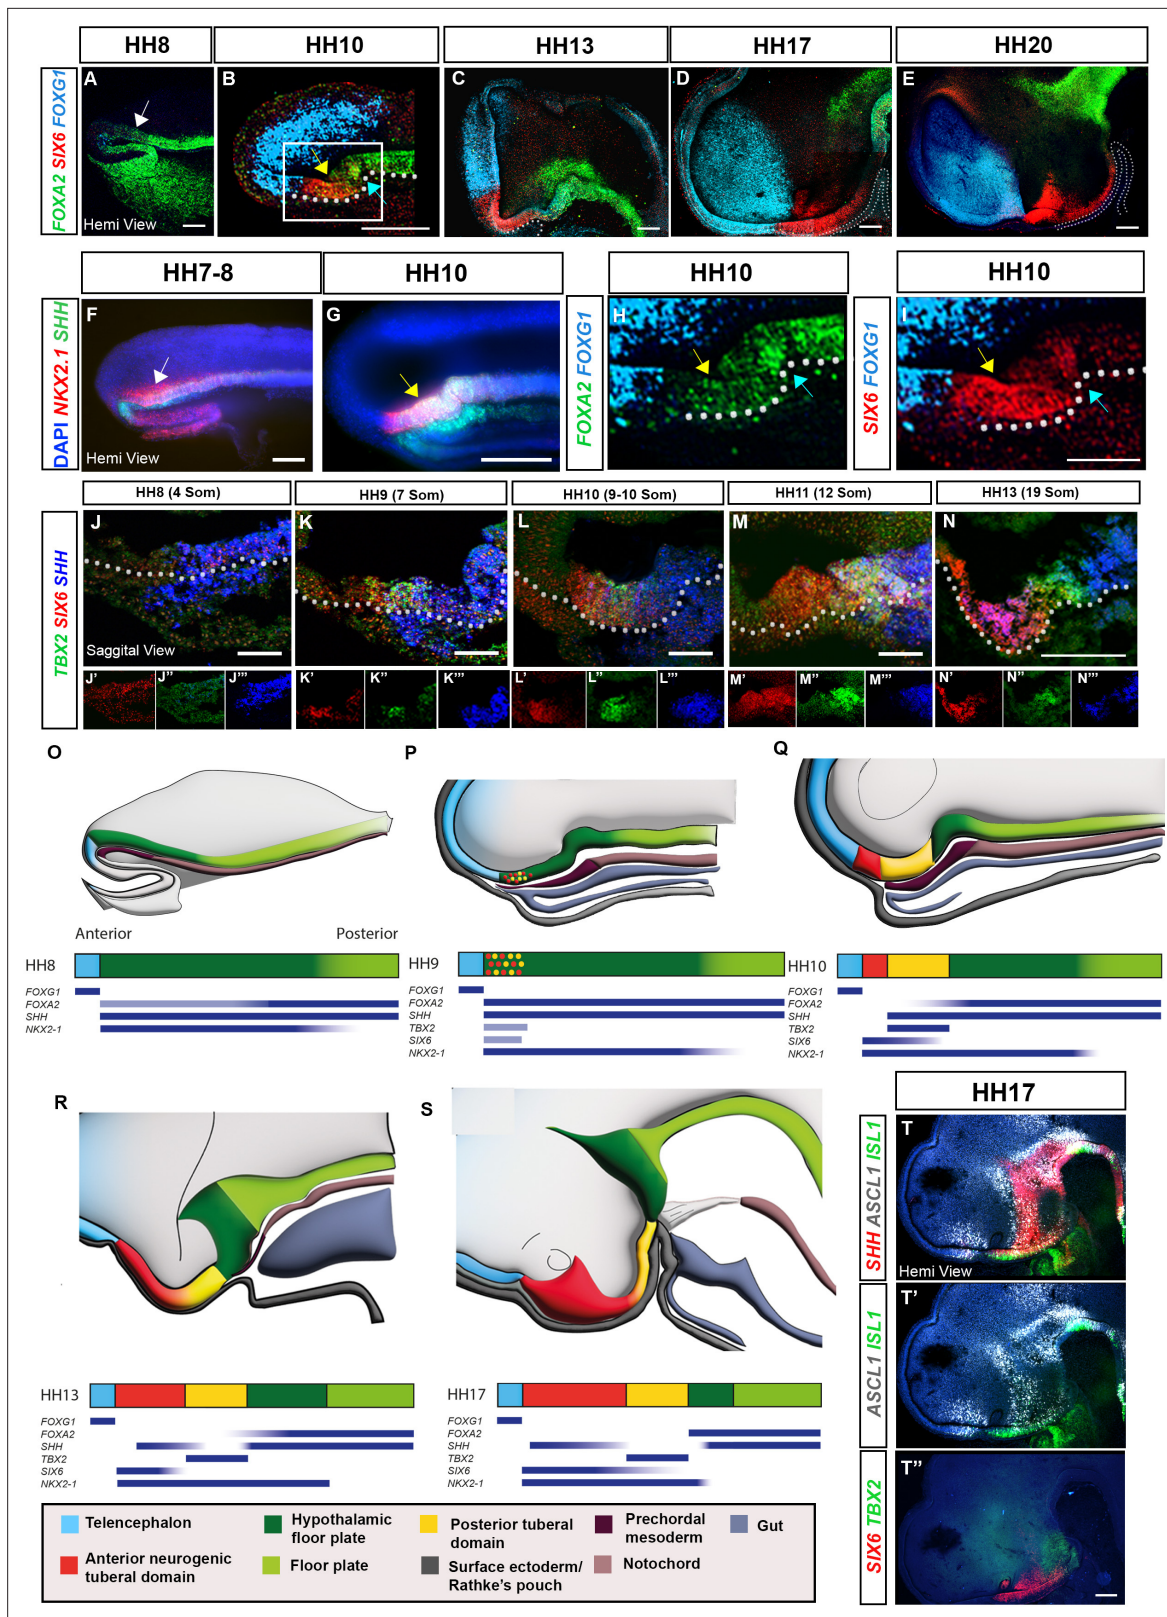 HH8
HH10
HH13
HH17
HH20
FOXA2 SIX6 FOXG1
A
B
C
D
E
Hemi View
HH7-8
HH10
HH10
HH10
DAPI NKX2.1 SHH
F
G
FOXA2 FOXG1
H
SIX6 FOXG1
I
Hemi View
HH8 (4 Som)
HH9 (7 Som)
HH10 (9-10 Som)
HH11 (12 Som)
HH13 (19 Som)
TBX2 SIX6 SHH
J
K
L
M
N
Saggital View
J' J'' J''' K' K'' K''' L' L'' L''' M' M'' M''' N' N'' N'''
O
P
Q
Anterior Posterior
HH8
FOXG1
FOXA2
SHH
NKX2-1
HH9
FOXG1
FOXA2
SHH
TBX2
SIX6
NKX2-1
HH10
FOXG1
FOXA2
SHH
TBX2
SIX6
NKX2-1
R
S
HH17
SHH ASCL1 ISL1
T
Hemi View
ASCL1 ISL1
T'
SIX6 TBX2
T''
HH13
FOXG1
FOXA2
SHH
TBX2
SIX6
NKX2-1
HH17
FOXG1
FOXA2
SHH
TBX2
SIX6
NKX2-1
Telencephalon
Hypothalamic
floor plate
Posterior tuberal
domain
Prechordal
mesoderm
Gut
Anterior neurogenic
tuberal domain
Floor plate
Surface ectoderm/
Rathke's pouch
Notochord